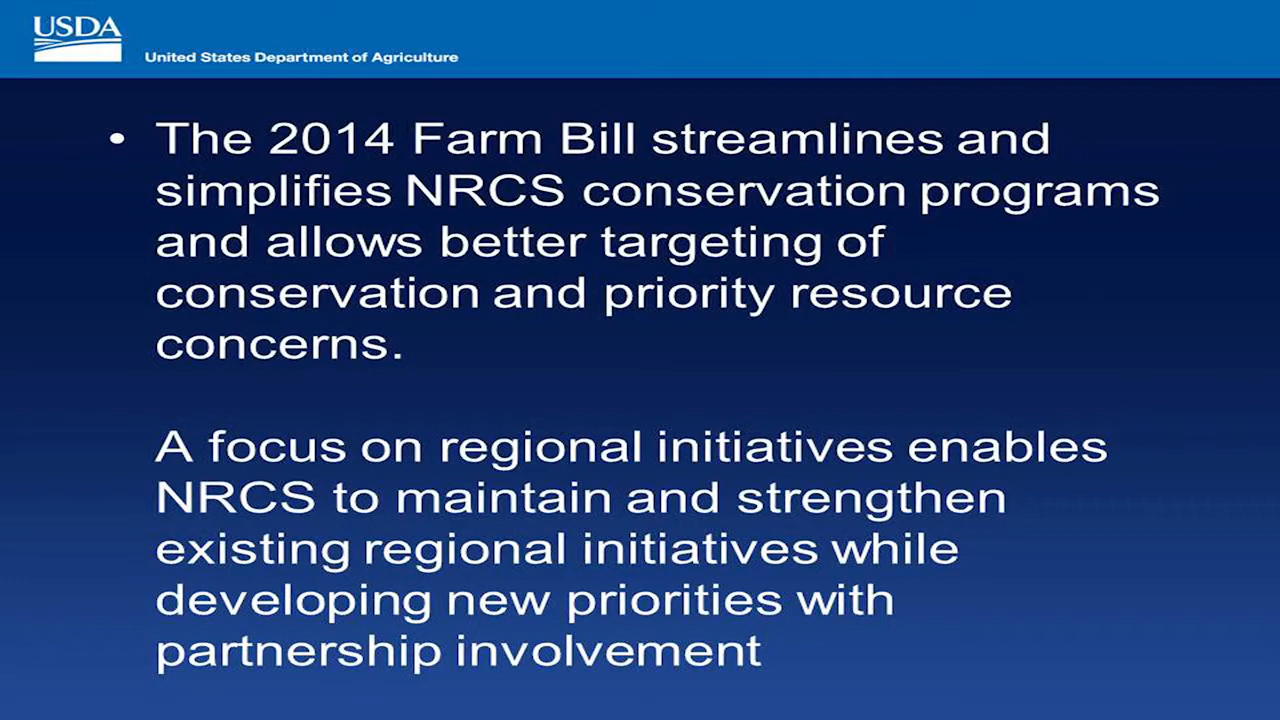 USDA
United States Department of Agriculture
• The 2014 Farm Bill streamlines and
simplifies NRCS conservation programs
and allows better targeting of
conservation and priority resource
concerns.
A focus on regional initiatives enables
NRCS to maintain and strengthen
existing regional initiatives while
developing new priorities with
partnership involvement